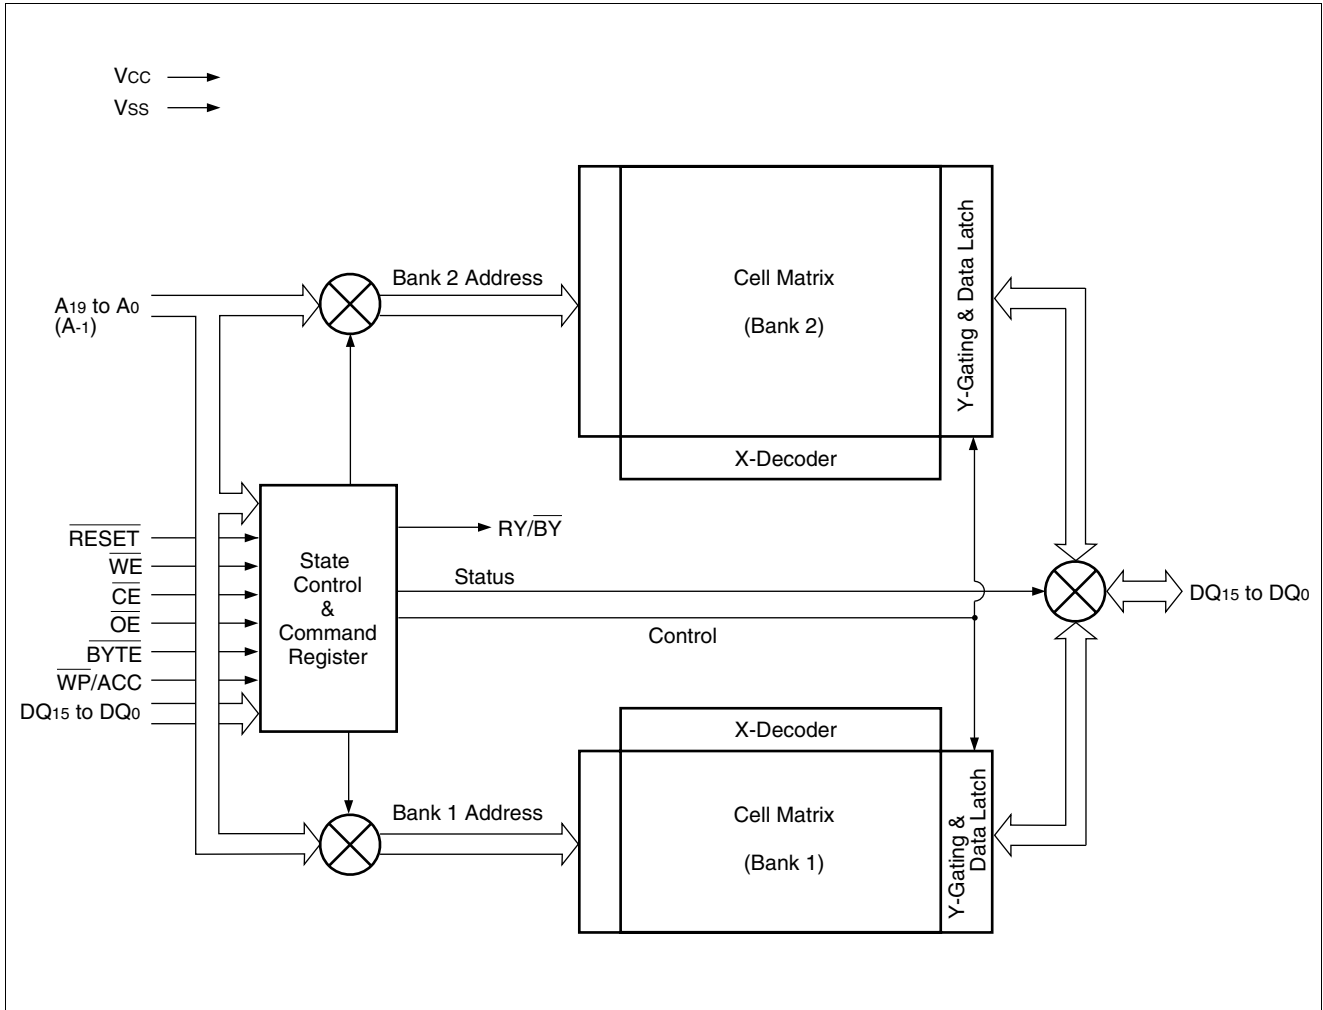 VCC
VSS
Cell Matrix
(Bank 2)
Y-Gating & Data Latch
Bank 2 Address
A19 to A0
(A-1)
X-Decoder
RESET
WE
CE
OE
BYTE
WP/ACC
DQ15 to DQ0
State
Control
&
Command
Register
RY/BY
Status
Control
DQ15 to DQ0
X-Decoder
Bank 1 Address
Cell Matrix
(Bank 1)
Y-Gating &
Data Latch